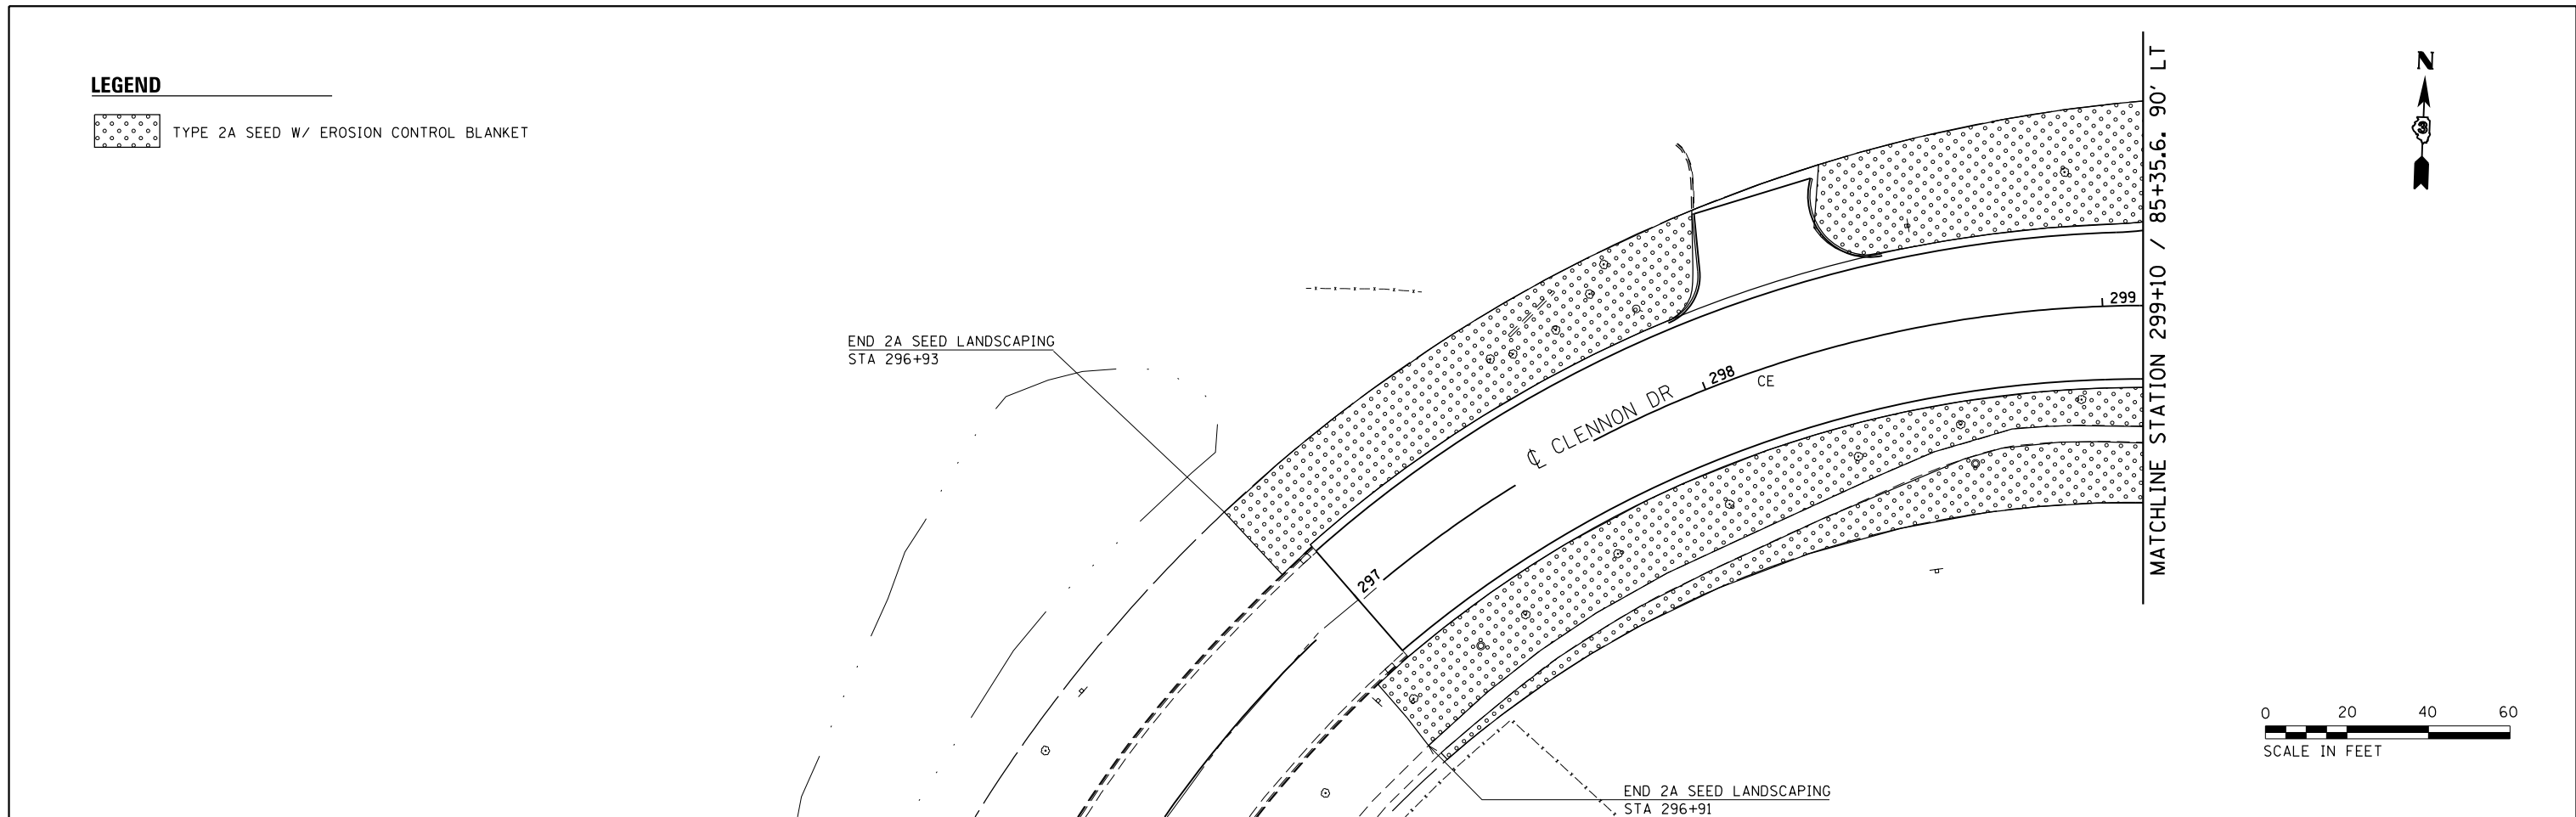 LEGEND
TYPE 2A SEED W/ EROSION CONTROL BLANKET
N
3
MATCHLINE STATION 299+10 / 85+35.6. 90' LT
299
END 2A SEED LANDSCAPING
STA 296+93
298
CE
℄ CLENNON DR
297
0 20 40 60
SCALE IN FEET
END 2A SEED LANDSCAPING
STA 296+91